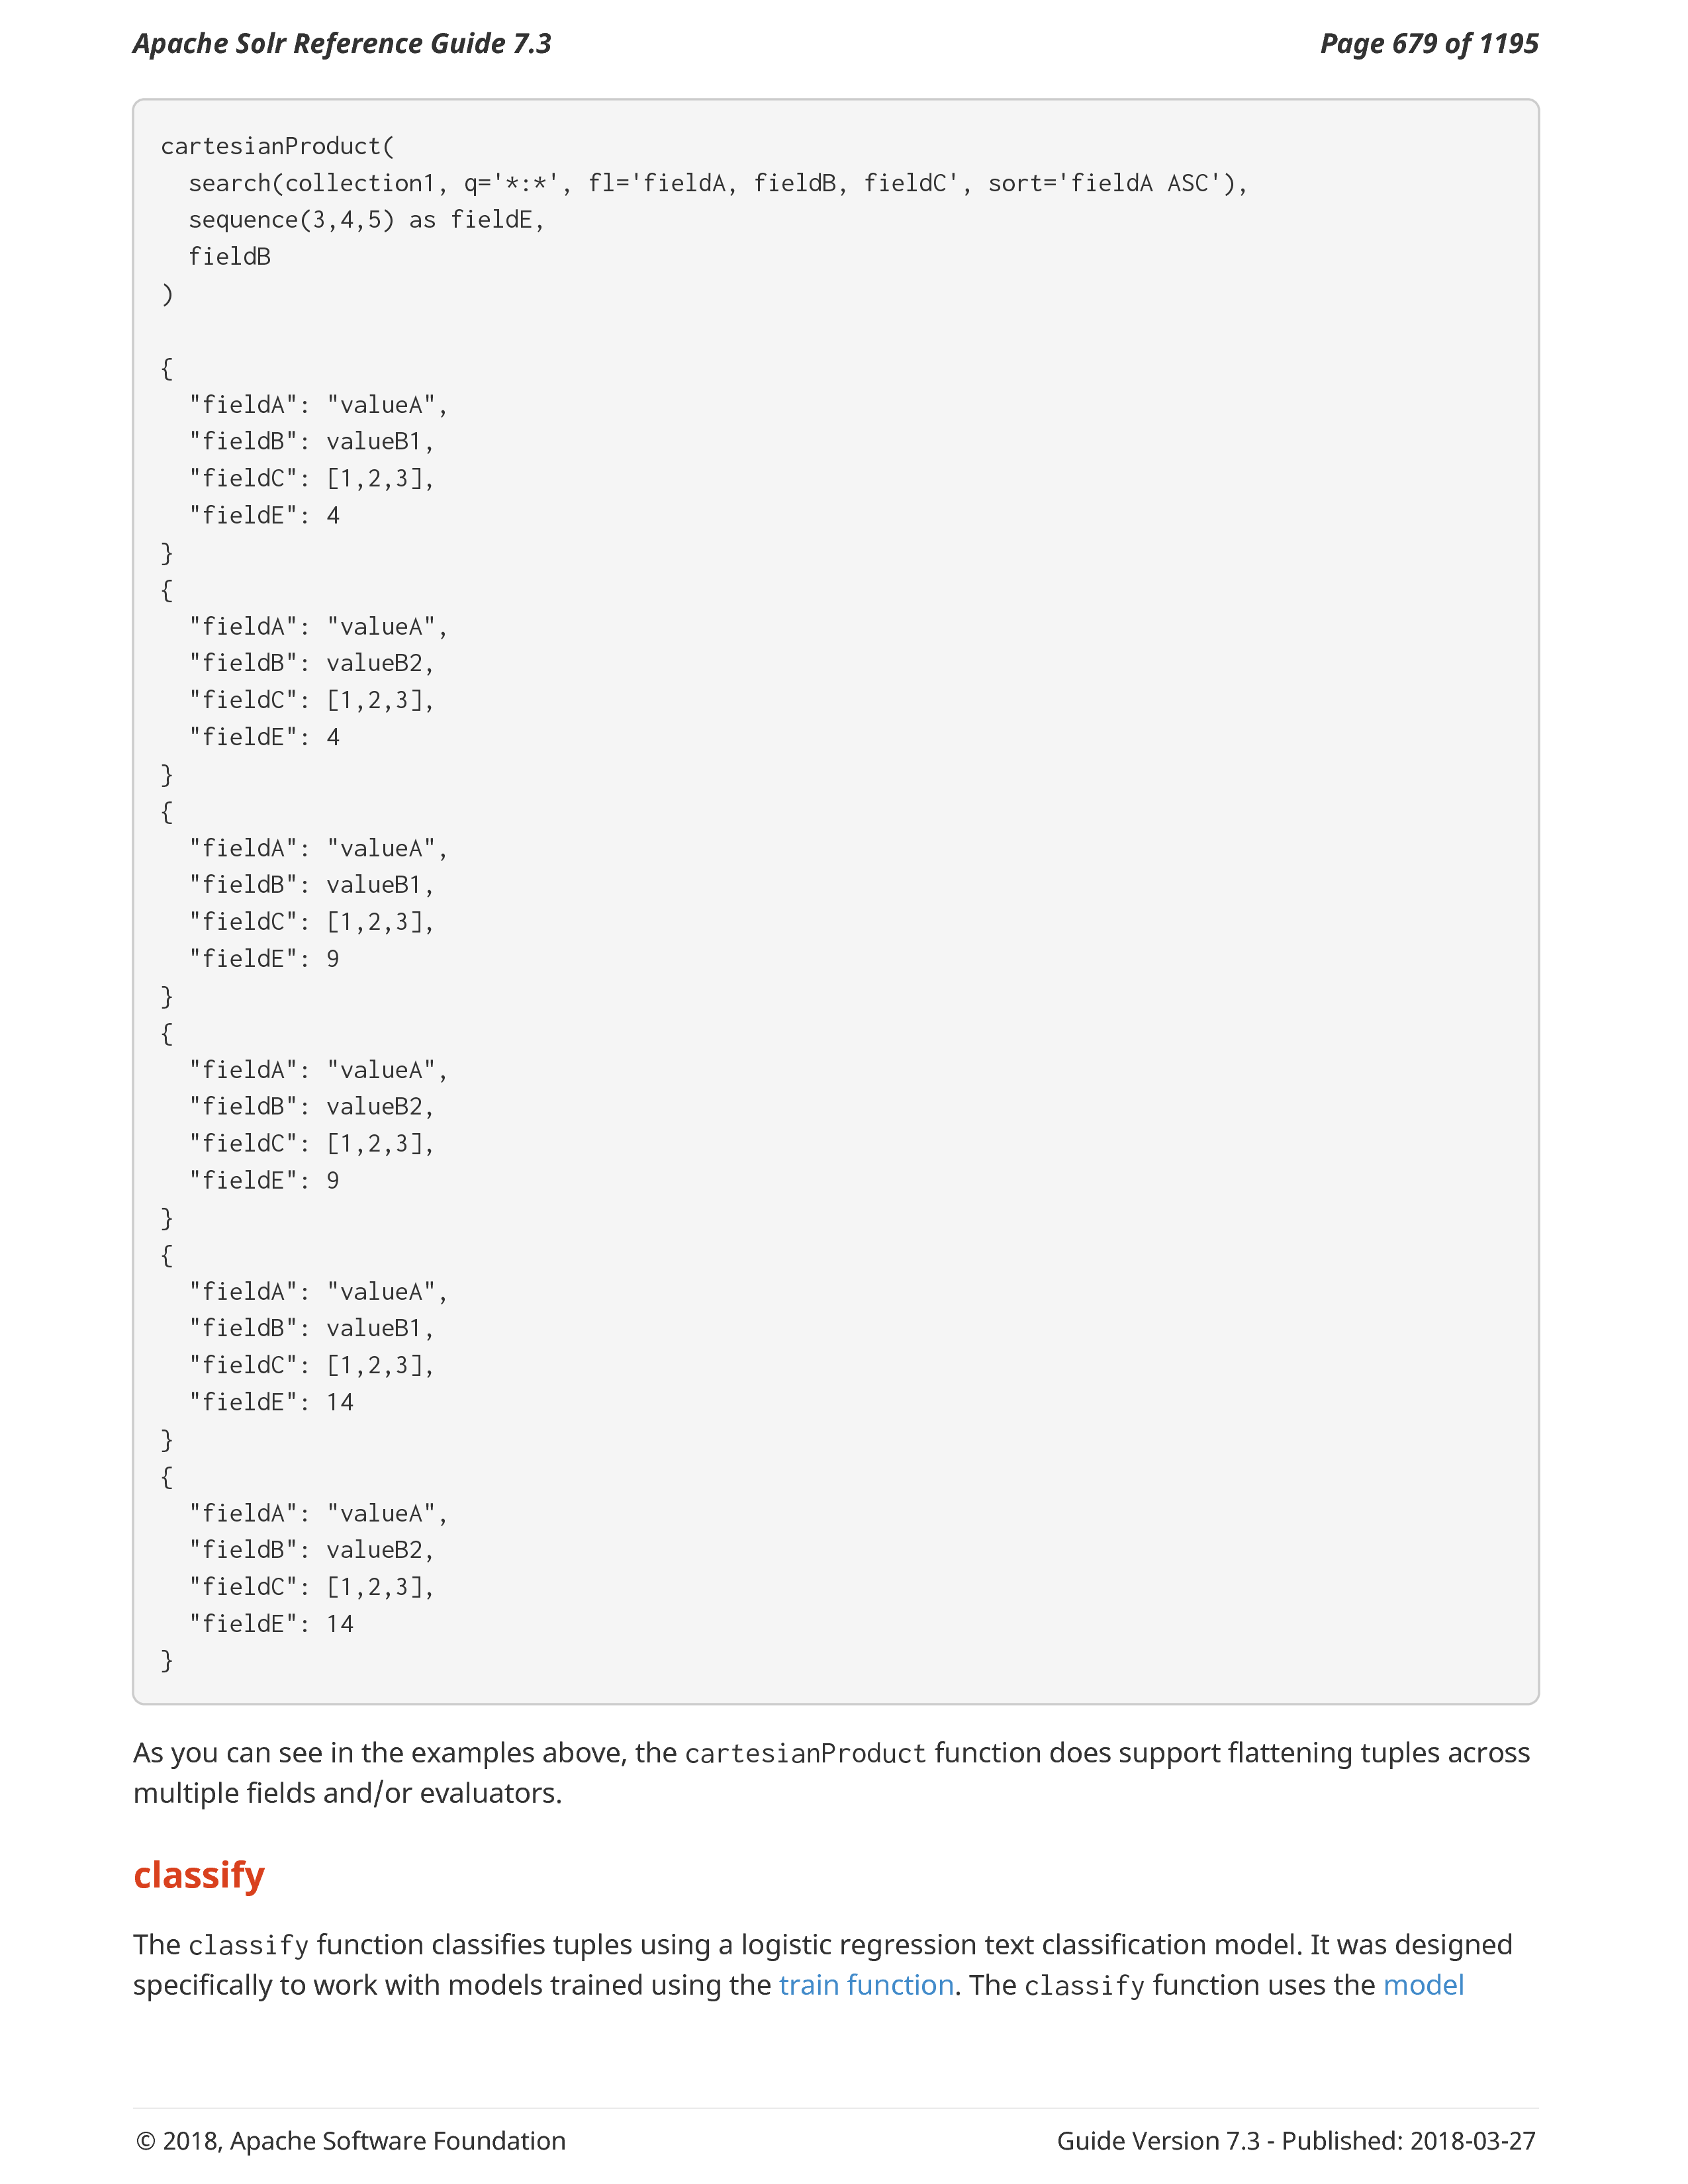 Apache Solr Reference Guide 7.3
Page 679 of 1195
cartesianProduct(
  search(collection1, q='*:*', fl='fieldA, fieldB, fieldC', sort='fieldA ASC'),
  sequence(3,4,5) as fieldE,
  fieldB
)

{
  "fieldA": "valueA",
  "fieldB": valueB1,
  "fieldC": [1,2,3],
  "fieldE": 4
}
{
  "fieldA": "valueA",
  "fieldB": valueB2,
  "fieldC": [1,2,3],
  "fieldE": 4
}
{
  "fieldA": "valueA",
  "fieldB": valueB1,
  "fieldC": [1,2,3],
  "fieldE": 9
}
{
  "fieldA": "valueA",
  "fieldB": valueB2,
  "fieldC": [1,2,3],
  "fieldE": 9
}
{
  "fieldA": "valueA",
  "fieldB": valueB1,
  "fieldC": [1,2,3],
  "fieldE": 14
}
{
  "fieldA": "valueA",
  "fieldB": valueB2,
  "fieldC": [1,2,3],
  "fieldE": 14
}
As you can see in the examples above, the cartesianProduct function does support flattening tuples across
multiple fields and/or evaluators.
classify
The classify function classifies tuples using a logistic regression text classification model. It was designed
specifically to work with models trained using the train function. The classify function uses the model
© 2018, Apache Software Foundation
Guide Version 7.3 - Published: 2018-03-27